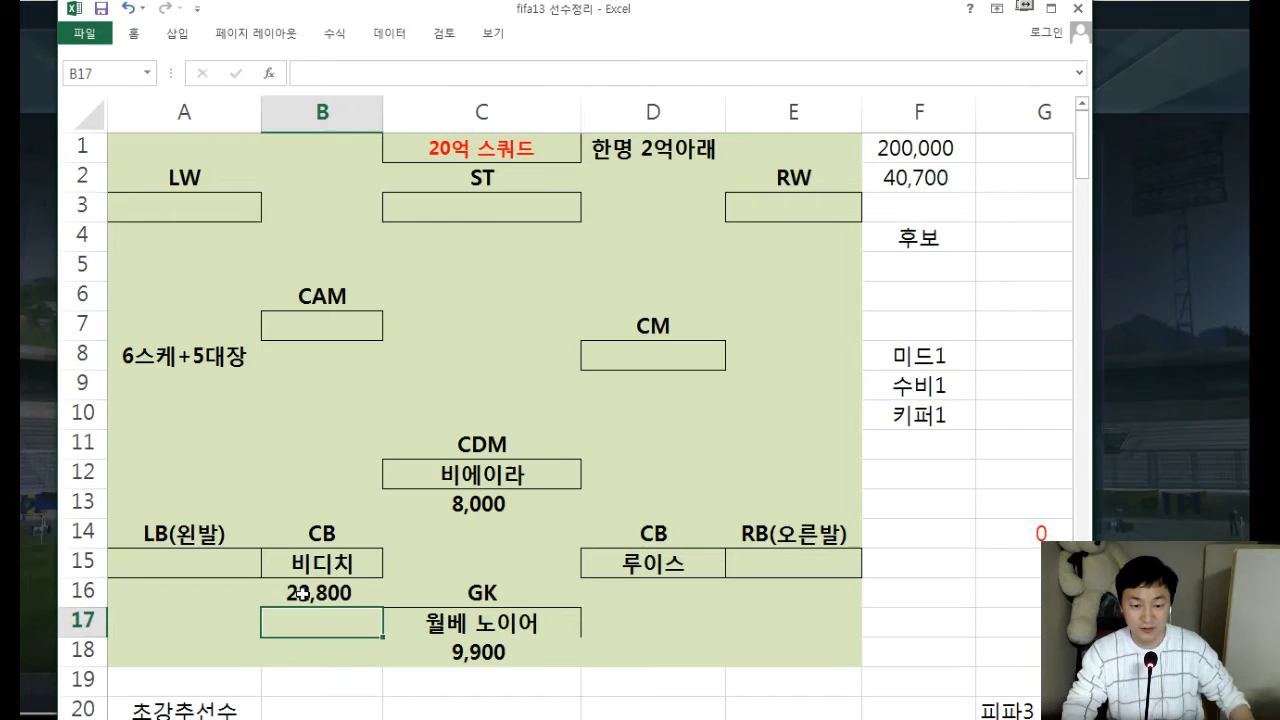 fifa13 선수정리 - Excel
파일 홈 삽입 페이지 레이아웃 수식 데이터 검토 보기 로그인
B17
A B C D E F G
1 20억 스쿼드 한명 2억아래 200,000
2 LW ST RW 40,700
3
4 후보
5
6 CAM
7 CM
8 6스케+5대장 미드1
9 수비1
10 키퍼1
11 CDM
12 비에이라
13 8,000
14 LB(왼발) CB CB RB(오른발) 0
15 비디치 루이스
16 GK
17 월베 노이어
18 9,900
19
20 초강추선수 피파3